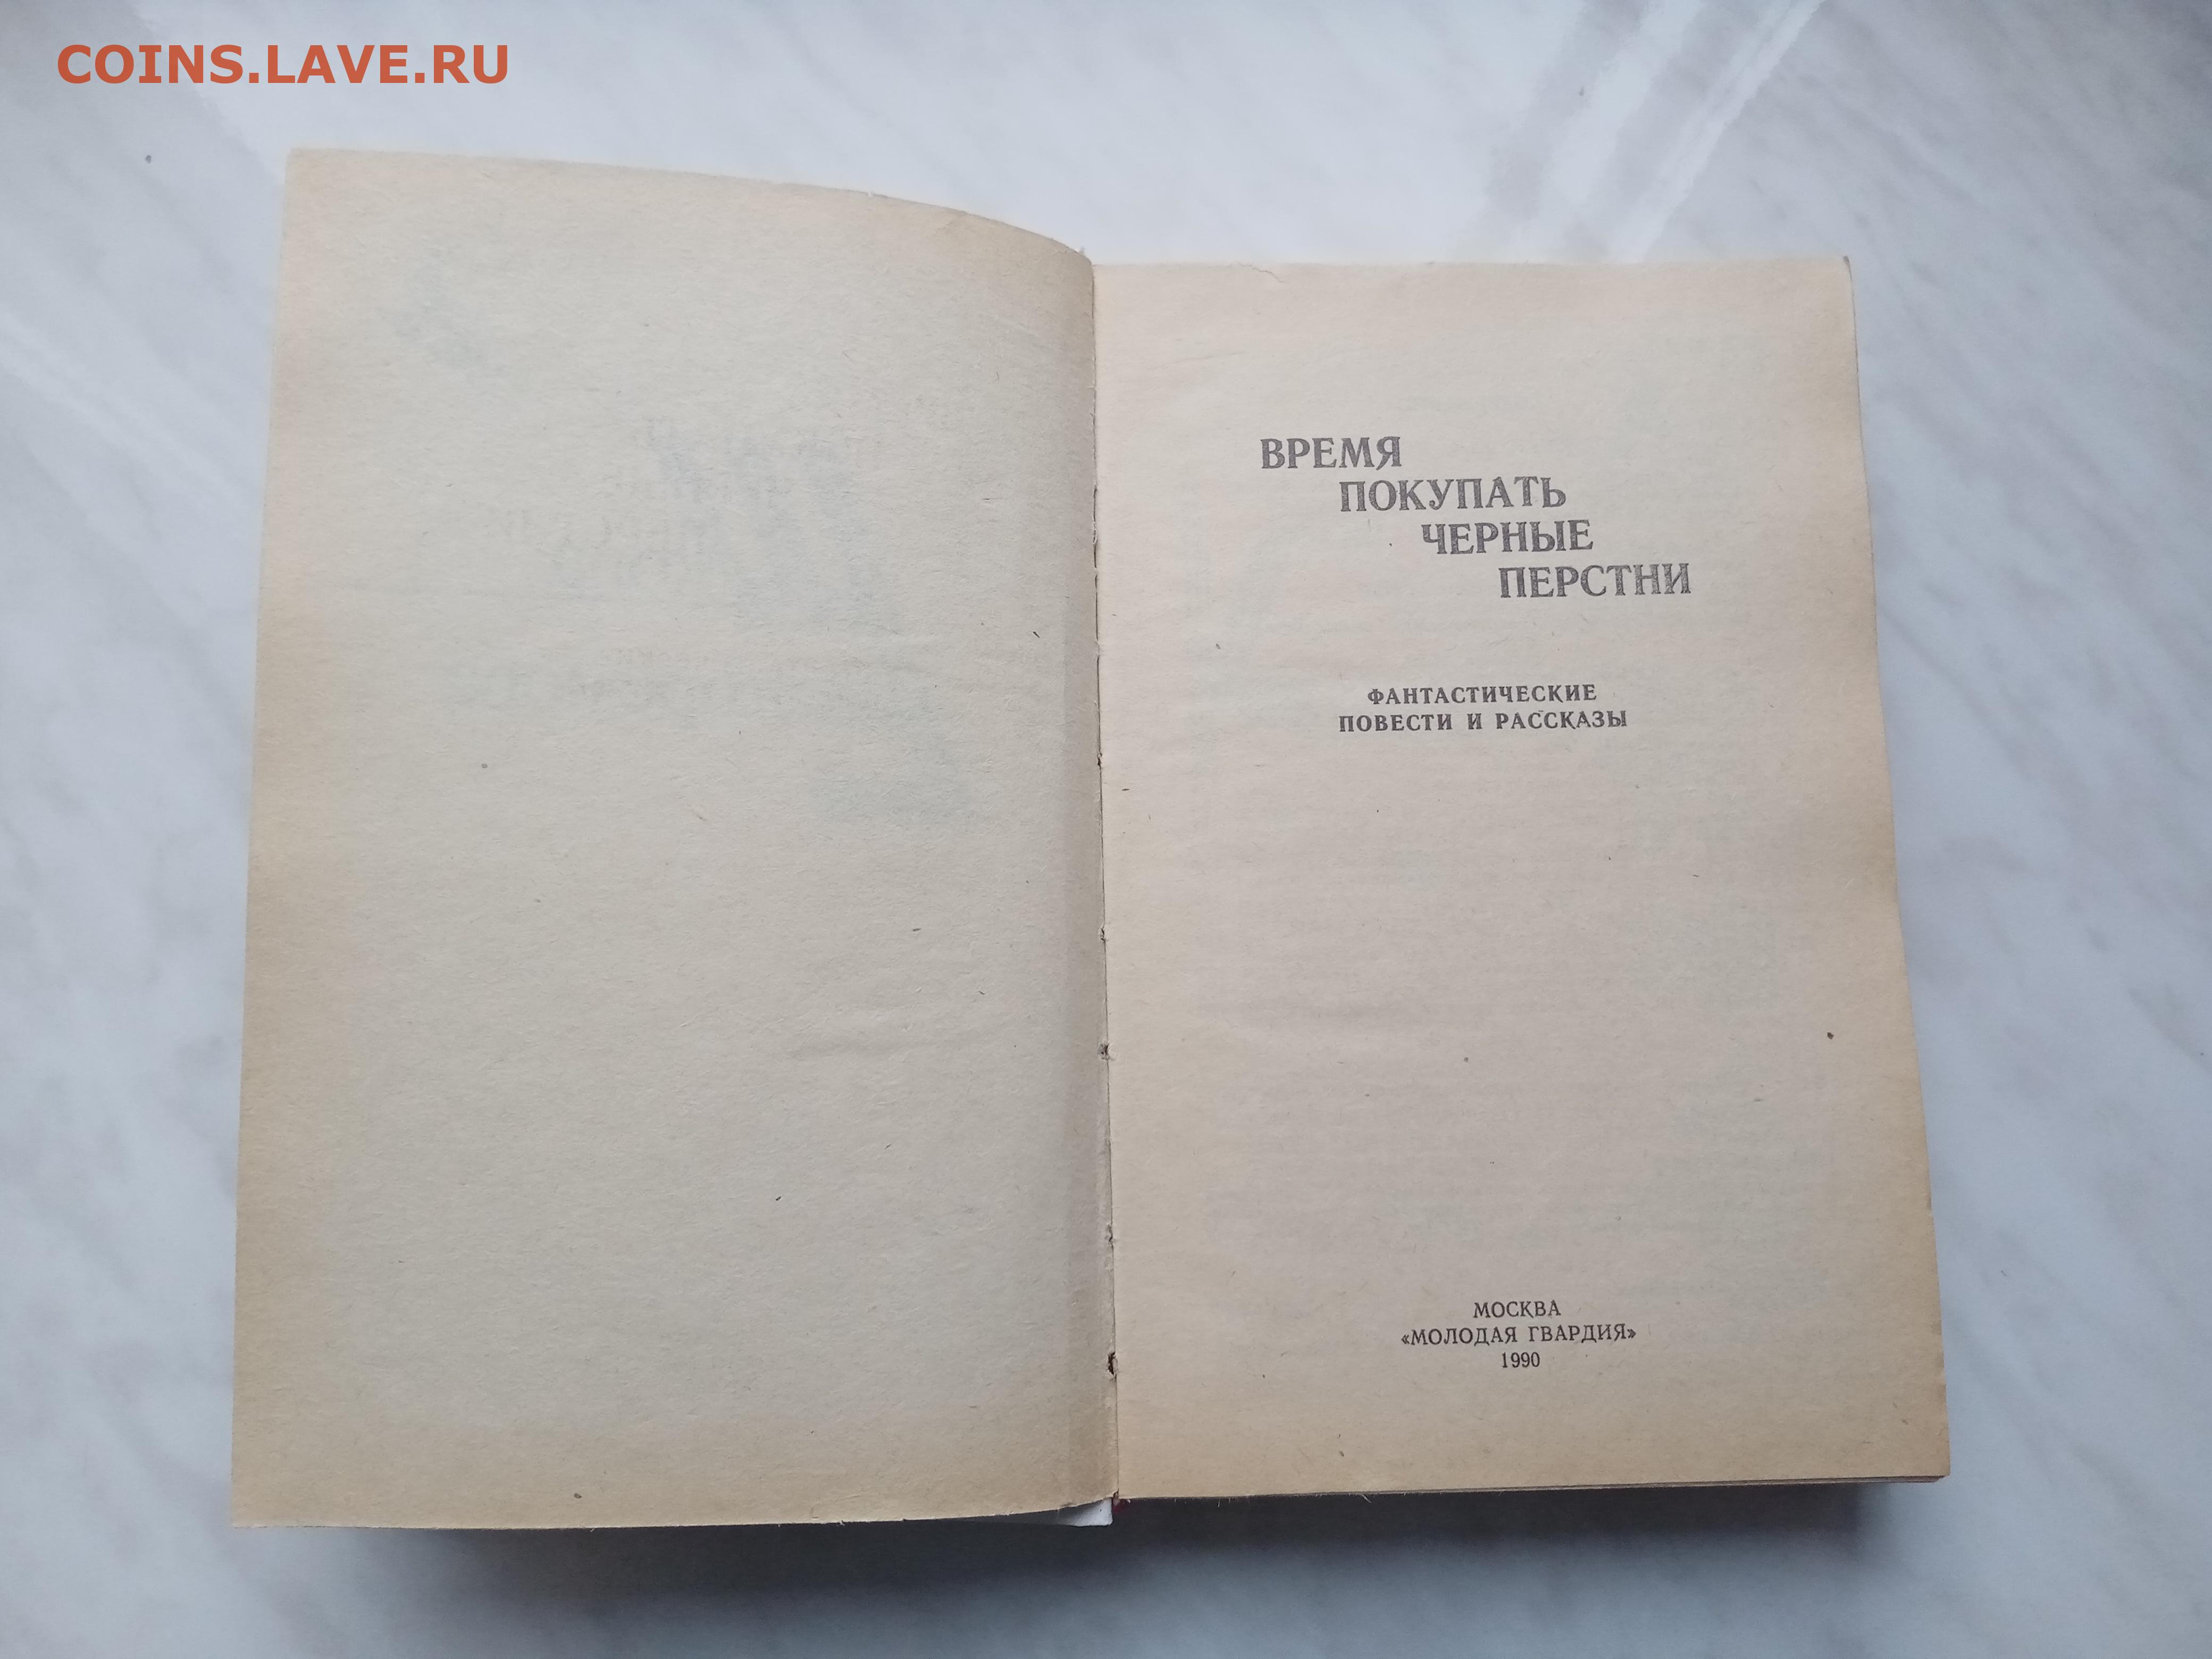 COINS.LAVE.RU
ВРЕМЯ
ПОКУПАТЬ
ЧЕРНЫЕ
ПЕРСТНИ
ФАНТАСТИЧЕСКИЕ
ПОВЕСТИ И РАССКАЗЫ
МОСКВА
«МОЛОДАЯ ГВАРДИЯ»
1990